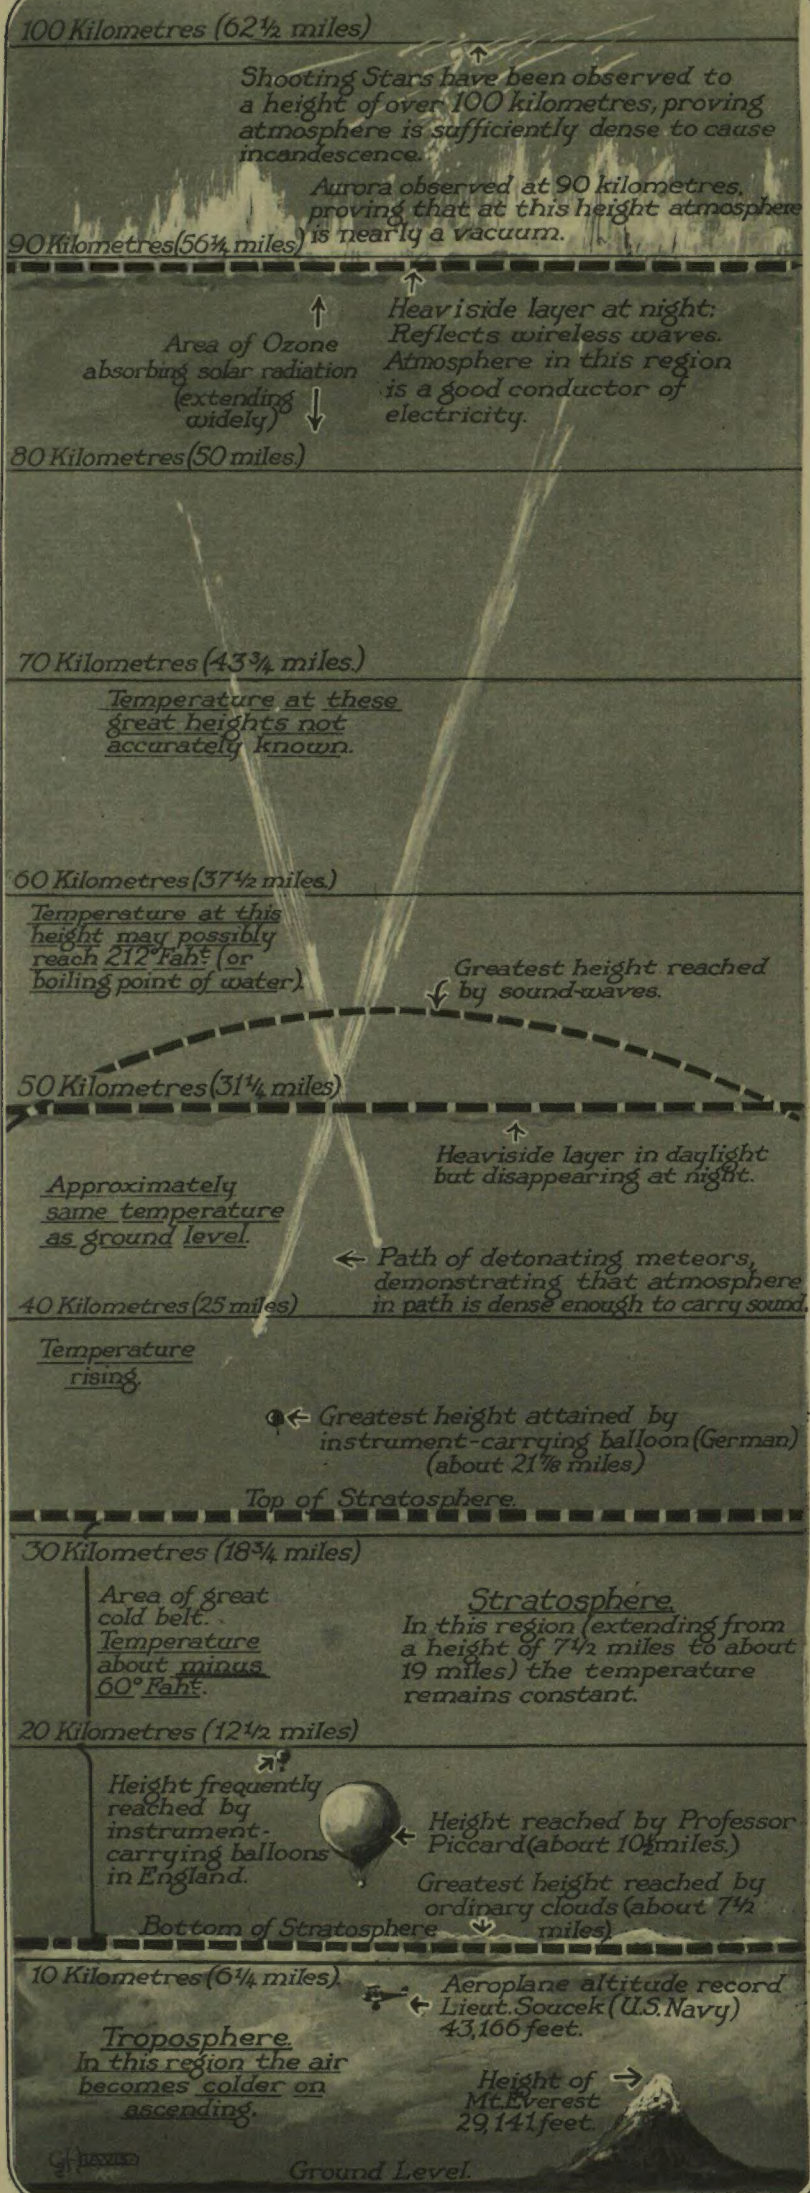 100 Kilometres (62½ miles)
Shooting Stars have been observed to
a height of over 100 kilometres, proving
atmosphere is sufficiently dense to cause
incandescence.
Aurora observed at 90 kilometres,
proving that at this height atmosphere
is nearly a vacuum.
90 Kilometres (56¼ miles)
Heaviside layer at night:
Reflects wireless waves.
Atmosphere in this region
is a good conductor of
electricity.
Area of Ozone
absorbing solar radiation
(extending
widely)
80 Kilometres (50 miles.)
70 Kilometres (43¾ miles.)
Temperature at these
great heights not
accurately known.
60 Kilometres (37½ miles.)
Temperature at this
height may possibly
reach 212° Faht (or
boiling point of water).
Greatest height reached
by sound-waves.
50 Kilometres (31¼ miles)
Heaviside layer in daylight
but disappearing at night.
Approximately
same temperature
as ground level.
Path of detonating meteors,
demonstrating that atmosphere
in path is dense enough to carry sound.
40 Kilometres (25 miles)
Temperature
rising.
Greatest height attained by
instrument-carrying balloon (German)
(about 21⅞ miles)
Top of Stratosphere.
30 Kilometres (18¾ miles)
Area of great
cold belt.
Temperature
about minus
60° Faht.
Stratosphere.
In this region (extending from
a height of 7½ miles to about
19 miles) the temperature
remains constant.
20 Kilometres (12½ miles)
Height frequently
reached by
instrument-
carrying balloons
in England.
Height reached by Professor
Piccard (about 10½ miles.)
Greatest height reached by
ordinary clouds (about 7½
miles)
Bottom of Stratosphere
10 Kilometres (6¼ miles).
Aeroplane altitude record
Lieut. Soucek (U.S. Navy)
43,166 feet.
Troposphere.
In this region the air
becomes colder on
ascending.
Height of
Mt. Everest
29,141 feet.
Ground Level.